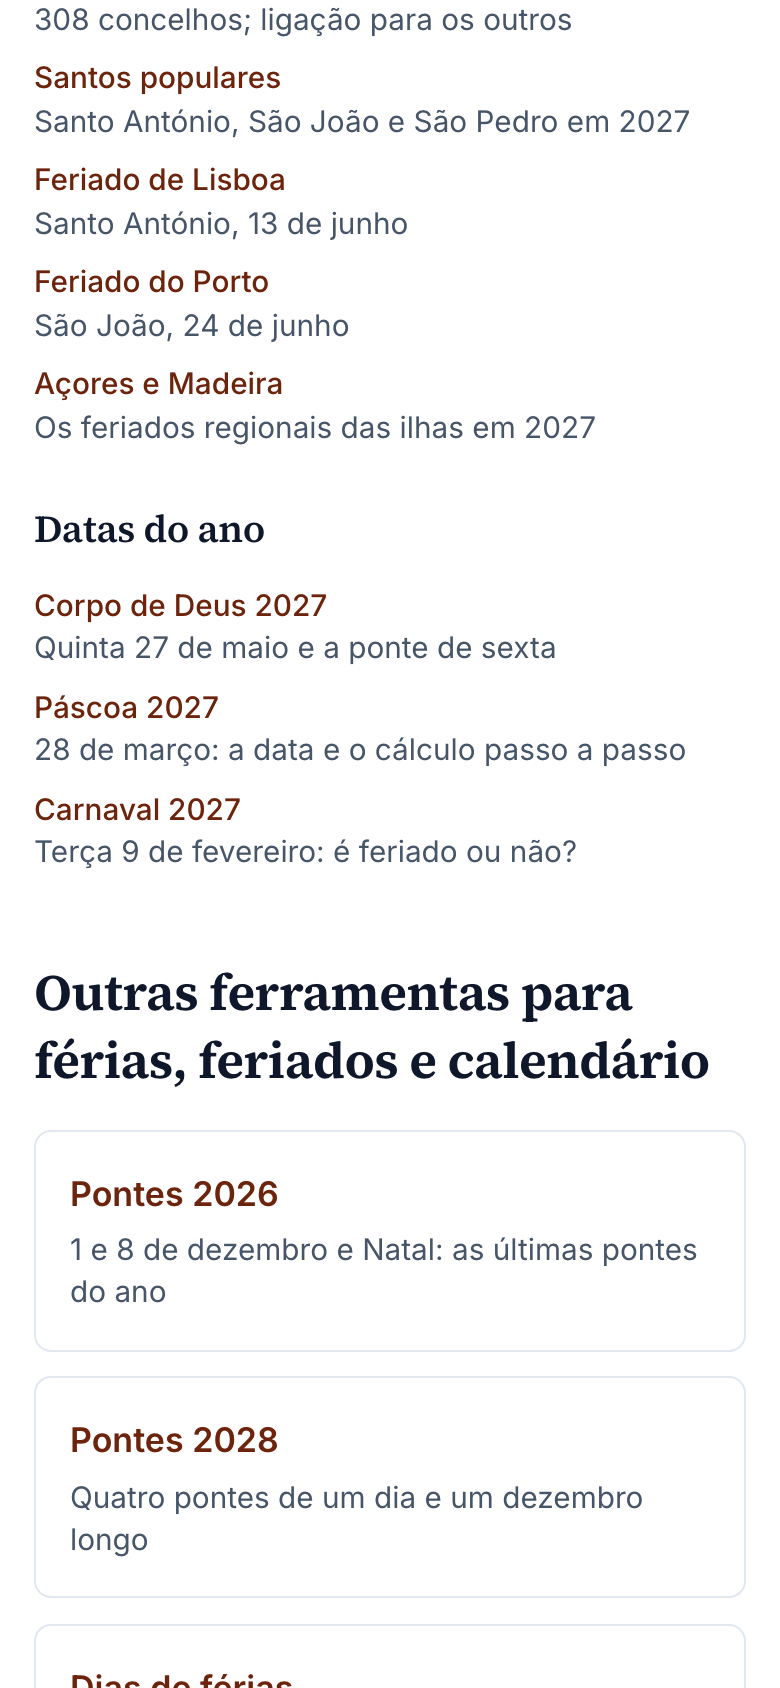 308 concelhos; ligação para os outros
Santos populares
Santo António, São João e São Pedro em 2027
Feriado de Lisboa
Santo António, 13 de junho
Feriado do Porto
São João, 24 de junho
Açores e Madeira
Os feriados regionais das ilhas em 2027
Datas do ano
Corpo de Deus 2027
Quinta 27 de maio e a ponte de sexta
Páscoa 2027
28 de março: a data e o cálculo passo a passo
Carnaval 2027
Terça 9 de fevereiro: é feriado ou não?
Outras ferramentas para
férias, feriados e calendário
Pontes 2026
1 e 8 de dezembro e Natal: as últimas pontes
do ano
Pontes 2028
Quatro pontes de um dia e um dezembro
longo
Dias de férias